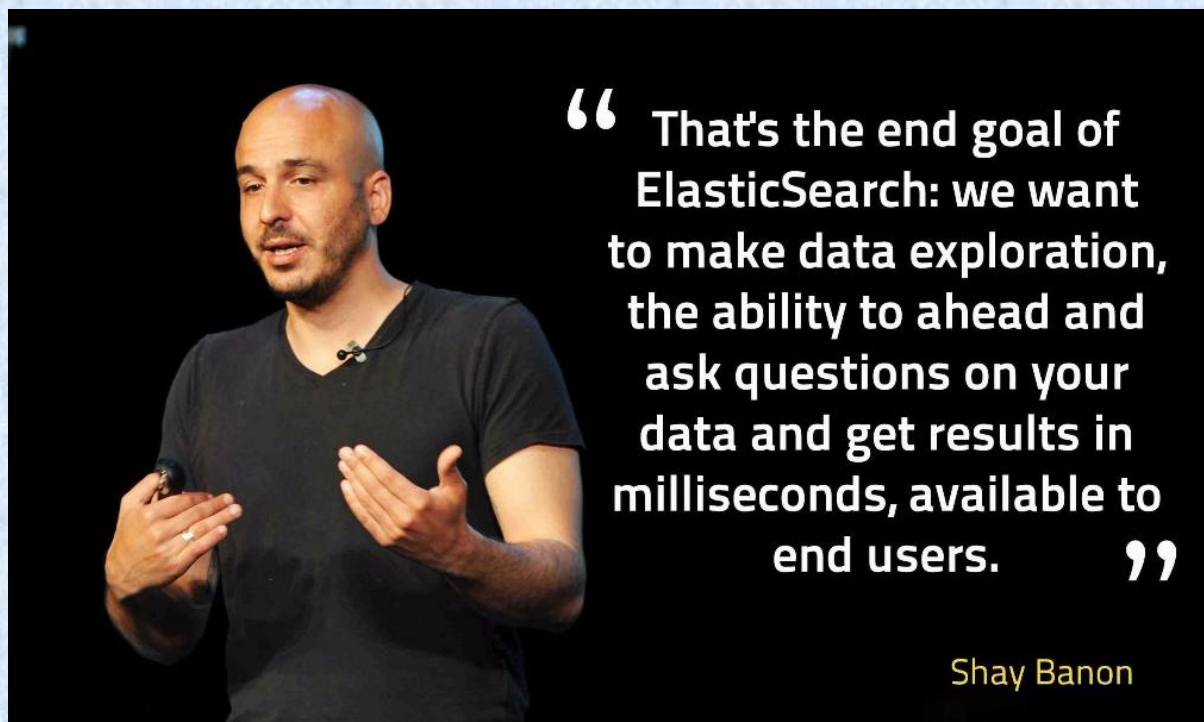 “ That's the end goal of
ElasticSearch: we want
to make data exploration,
the ability to ahead and
ask questions on your
data and get results in
milliseconds, available to
end users. ”
Shay Banon